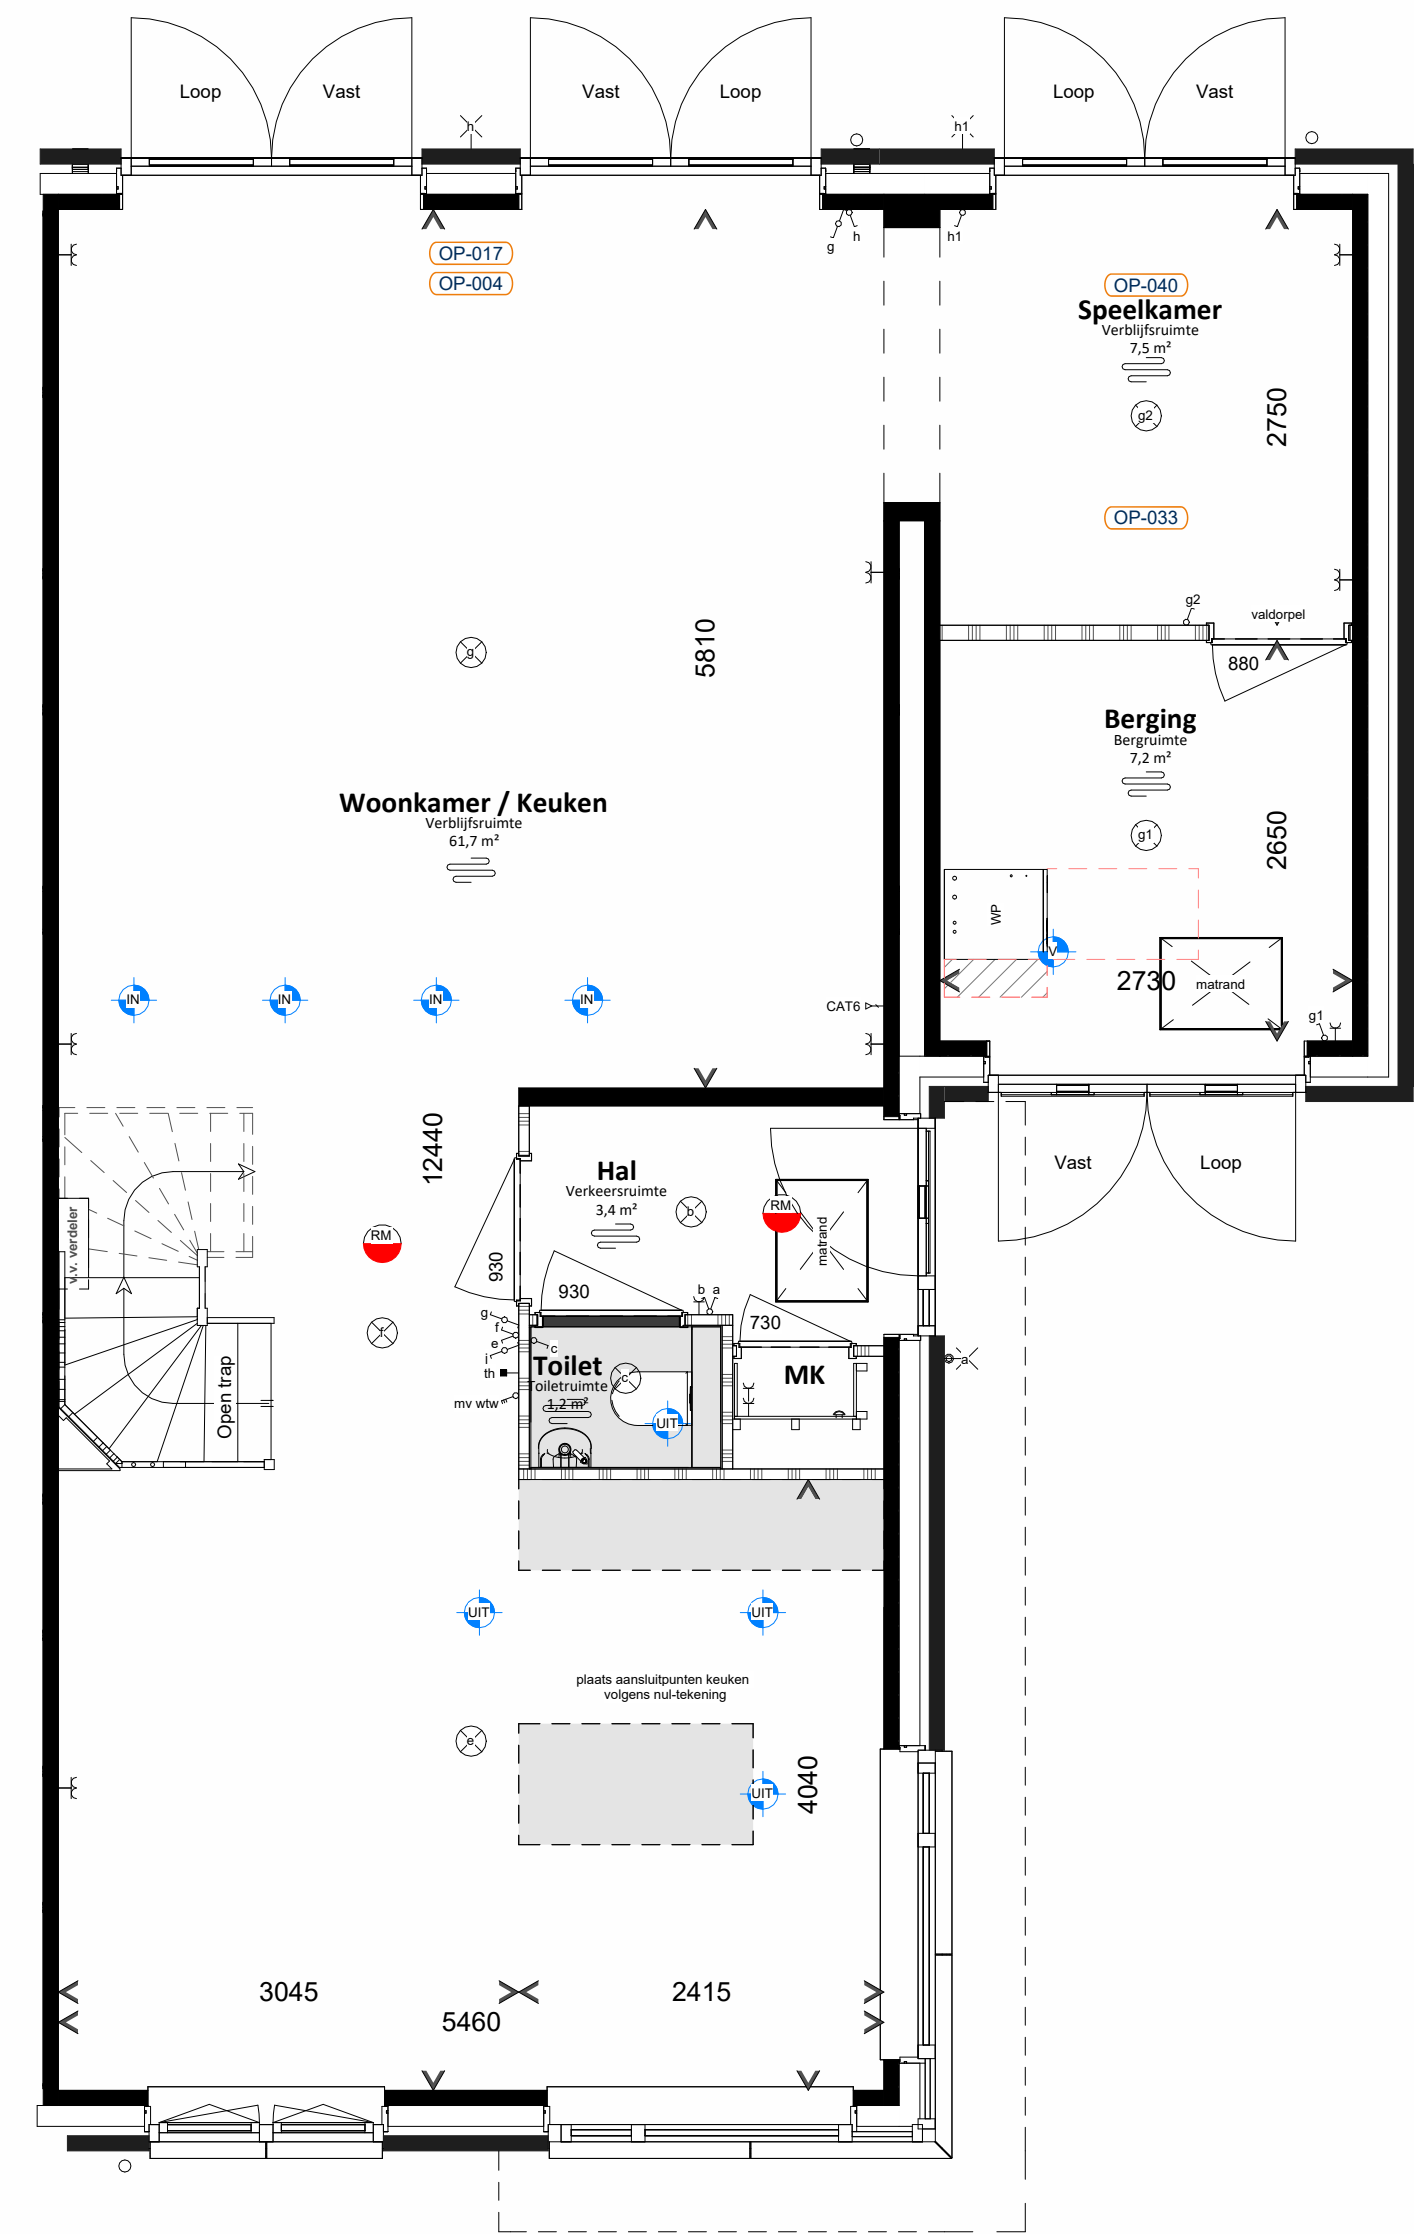 Loop
Vast
Vast
Loop
Loop
Vast
h
h1
g
h
h1
OP-017
OP-004
OP-040
Speelkamer
Verblijfsruimte
7,5 m²
g2
2750
OP-033
g2
valdorpel
880
g
5810
Berging
Bergruimte
7,2 m²
g1
2650
Woonkamer / Keuken
Verblijfsruimte
61,7 m²
WP
V
2730
matrand
g1
IN
IN
IN
IN
CAT6
12440
Vast
Loop
Hal
Verkeersruimte
3,4 m²
b
RM
matrand
v.v. verdeler
RM
930
930
b
a
730
g
f
e
i
th
mv wtw
c
f
Toilet
Toiletruimte
1,2 m²
c
UIT
MK
a
Open trap
UIT
UIT
plaats aansluitpunten keuken
volgens nul-tekening
e
UIT
4040
3045
2415
5460